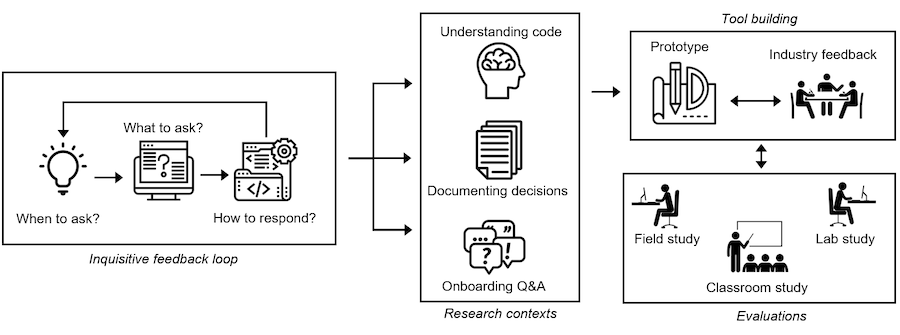 What to ask?
When to ask?
How to respond?
Inquisitive feedback loop
Understanding code
Documenting decisions
Onboarding Q&A
Research contexts
Tool building
Prototype
Industry feedback
Field study
Lab study
Classroom study
Evaluations